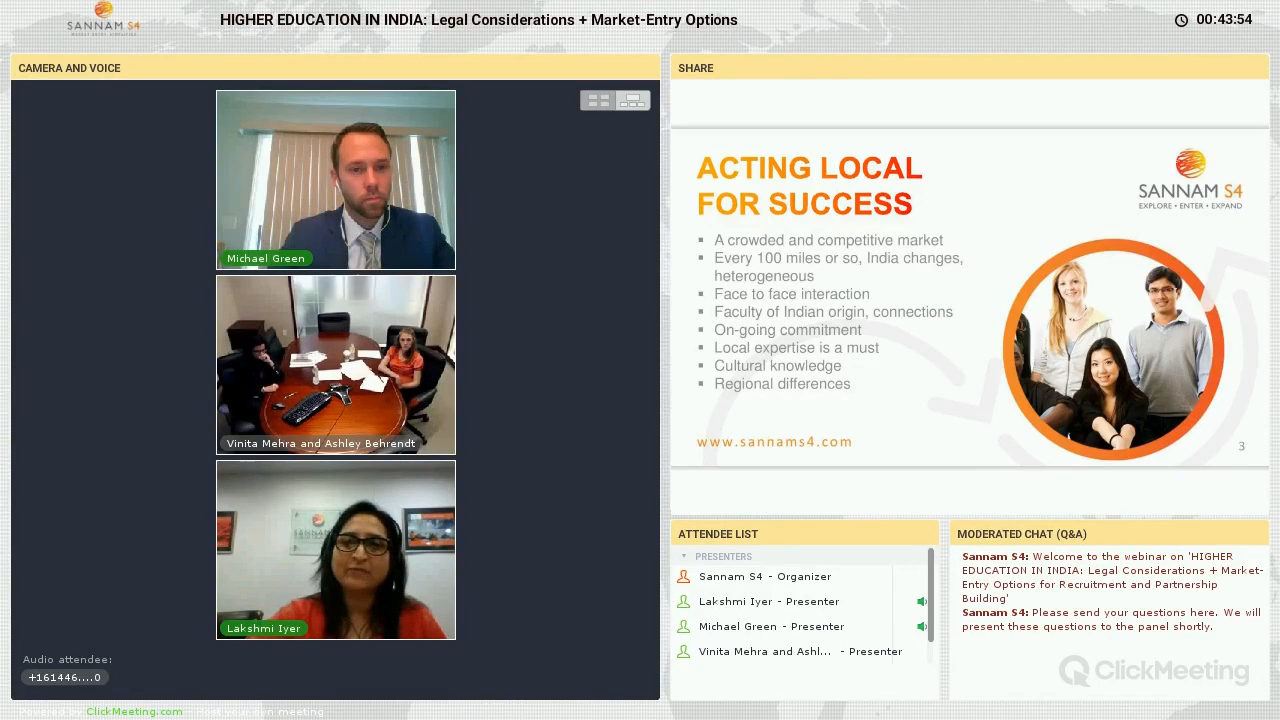 SANNAM S4
HIGHER EDUCATION IN INDIA: Legal Considerations + Market-Entry Options
00:43:54
CAMERA AND VOICE
Michael Green
Vinita Mehra and Ashley Behrendt
Lakshmi Iyer
Audio attendee:
+161446....0
Powered by ClickMeeting.com - Host your own meeting
SHARE
ACTING LOCAL
FOR SUCCESS
SANNAM S4
EXPLORE • ENTER • EXPAND
▪ A crowded and competitive market
▪ Every 100 miles or so, India changes,
heterogeneous
▪ Face to face interaction
▪ Faculty of Indian origin, connections
▪ On-going commitment
▪ Local expertise is a must
▪ Cultural knowledge
▪ Regional differences
www.sannams4.com
3
ATTENDEE LIST
PRESENTERS
Sannam S4 - Organizer
Lakshmi Iyer - Presenter
Michael Green - Presenter
Vinita Mehra and Ashl... - Presenter
MODERATED CHAT (Q&A)
Sannam S4: Welcome to the webinar on 'HIGHER
EDUCATION IN INDIA: Legal Considerations + Market-
Entry Options for Recruitment and Partnership
Building'
Sannam S4: Please send your questions here. We will
present these questions to the panel shortly.
ClickMeeting